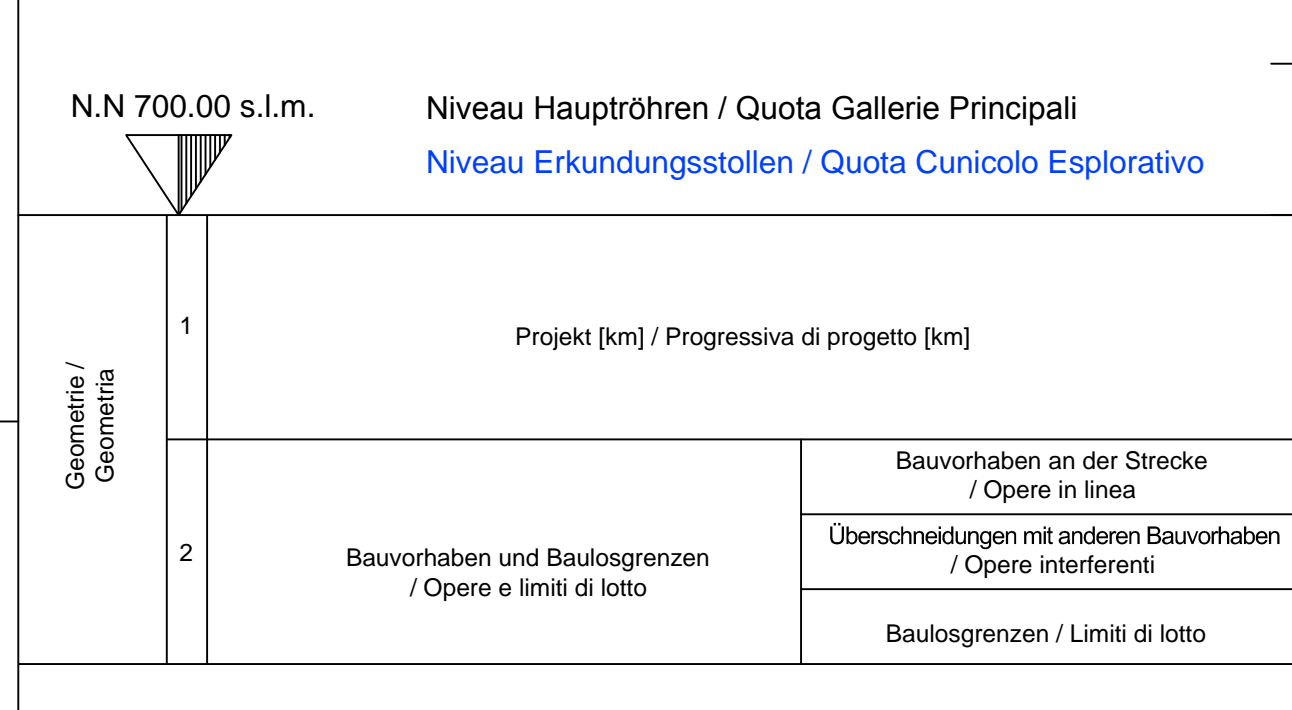 N.N 700.00 s.l.m.
Niveau Hauptröhren / Quota Gallerie Principali
Niveau Erkundungsstollen / Quota Cunicolo Esplorativo
Geometrie /
Geometria
1
Projekt [km] / Progressiva di progetto [km]
2
Bauvorhaben und Baulosgrenzen
/ Opere e limiti di lotto
Bauvorhaben an der Strecke
/ Opere in linea
Überschneidungen mit anderen Bauvorhaben
/ Opere interferenti
Baulosgrenzen / Limiti di lotto